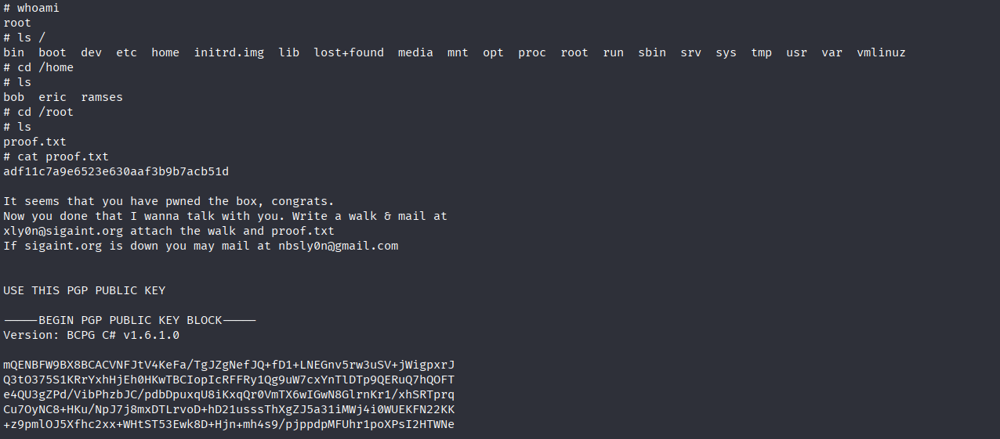 # whoami
root
# ls /
bin  boot  dev  etc  home  initrd.img  lib  lost+found  media  mnt  opt  proc  root  run  sbin  srv  sys  tmp  usr  var  vmlinuz
# cd /home
# ls
bob  eric  ramses
# cd /root
# ls
proof.txt
# cat proof.txt
adf11c7a9e6523e630aaf3b9b7acb51d
It seems that you have pwned the box, congrats.
Now you done that I wanna talk with you. Write a walk & mail at
xly0n@sigaint.org attach the walk and proof.txt
If sigaint.org is down you may mail at nbsly0n@gmail.com
USE THIS PGP PUBLIC KEY
-----BEGIN PGP PUBLIC KEY BLOCK-----
Version: BCPG C# v1.6.1.0
mQENBFW9BX8BCACVNFJtV4KeFa/TgJZgNefJQ+fD1+LNEGnv5rw3uSV+jWigpxrJ
Q3tO375S1KRrYxhHjEh0HKwTBCIopIcRFFRy1Qg9uW7cxYnTlDTp9QERuQ7hQOFT
e4QU3gZPd/VibPhzbJC/pdbDpuxqU8iKxqQr0VmTX6wIGwN8GlrnKr1/xhSRTprq
Cu7OyNC8+HKu/NpJ7j8mxDTLrvoD+hD21usssThXgZJ5a31iMWj4i0WUEKFN22KK
+z9pmlOJ5Xfhc2xx+WHtST53Ewk8D+Hjn+mh4s9/pjppdpMFUhr1poXPsI2HTWNe